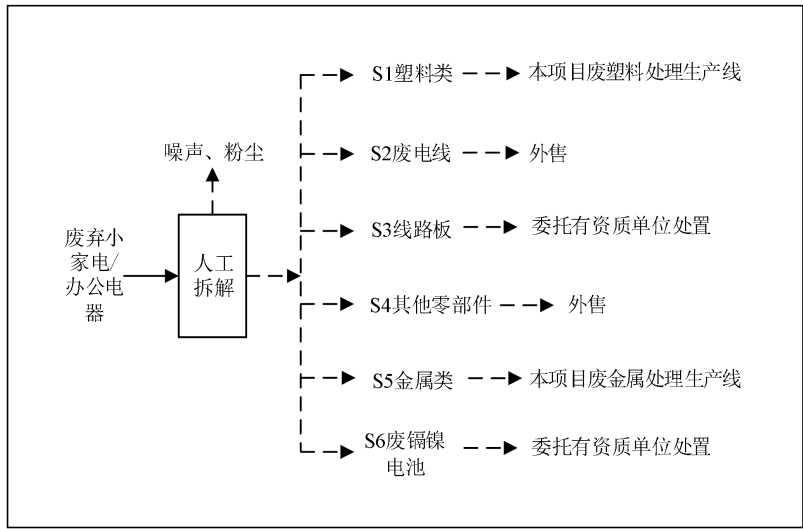 S1塑料类
本项目废塑料处理生产线
噪声、粉尘
S2废电线
外售
废弃小
家电/
办公电
器
人工
拆解
S3线路板
委托有资质单位处置
S4其他零部件
外售
S5金属类
本项目废金属处理生产线
S6废镉镍
电池
委托有资质单位处置